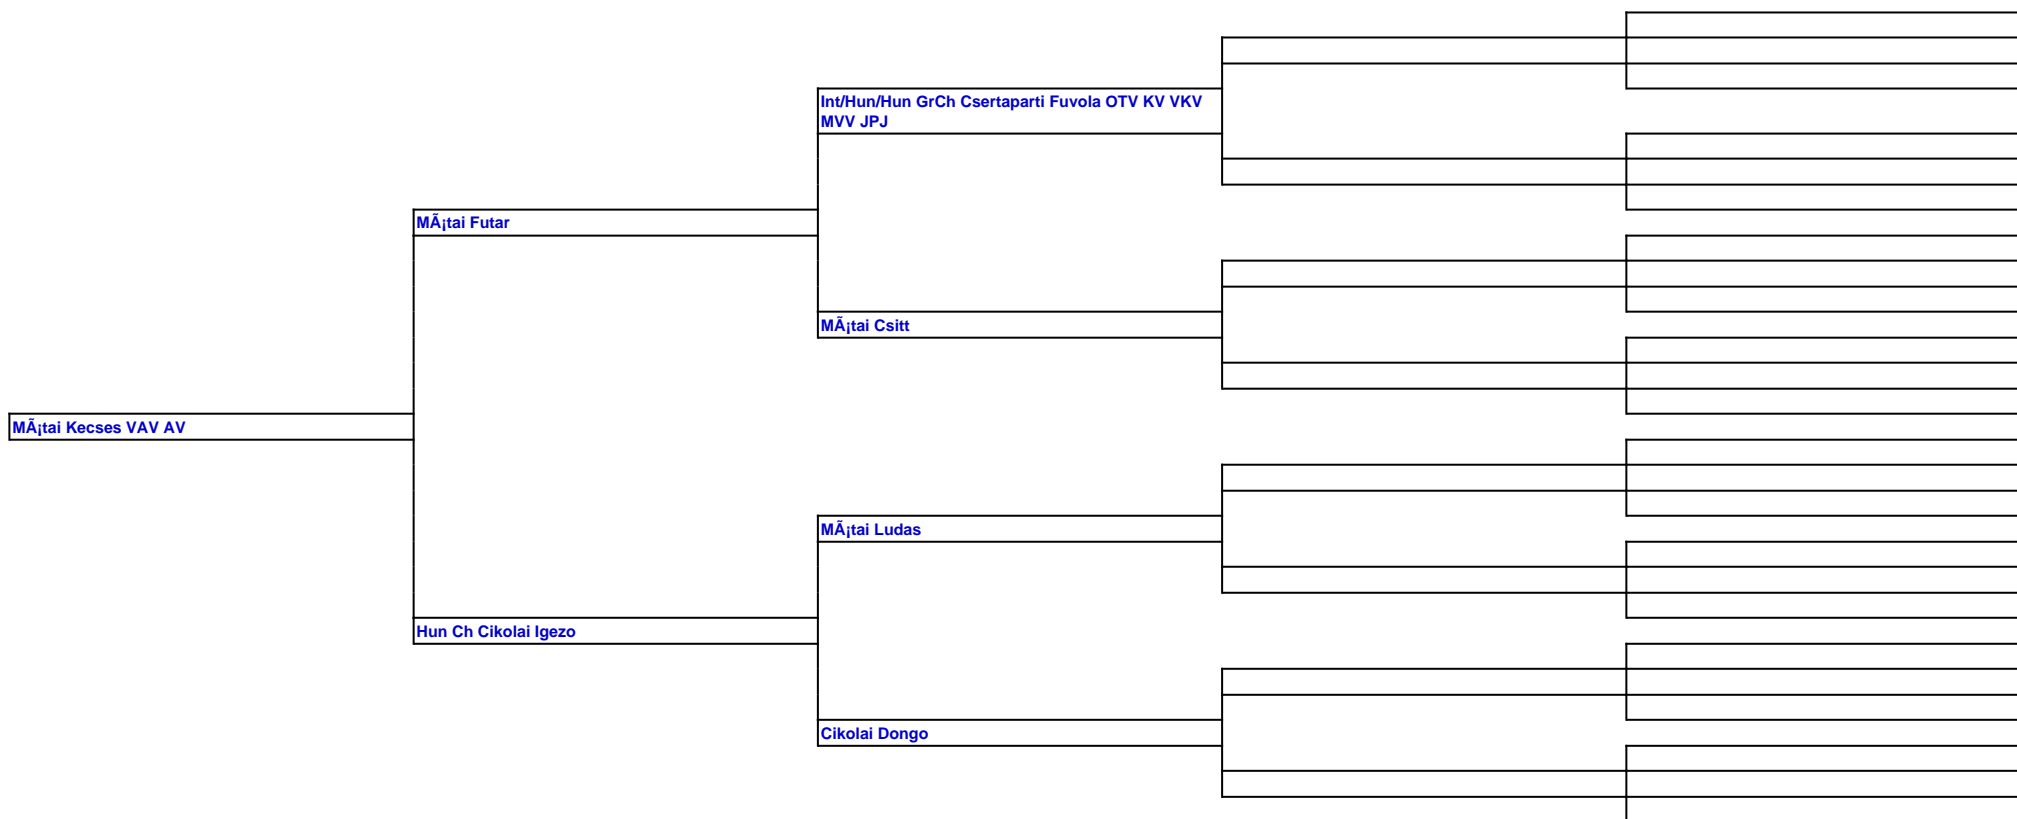 Int/Hun/Hun GrCh Csertaparti Fuvola OTV KV VKV
MVV JPJ
MÃ¡tai Futar
MÃ¡tai Csitt
MÃ¡tai Kecses VAV AV
MÃ¡tai Ludas
Hun Ch Cikolai Igezo
Cikolai Dongo